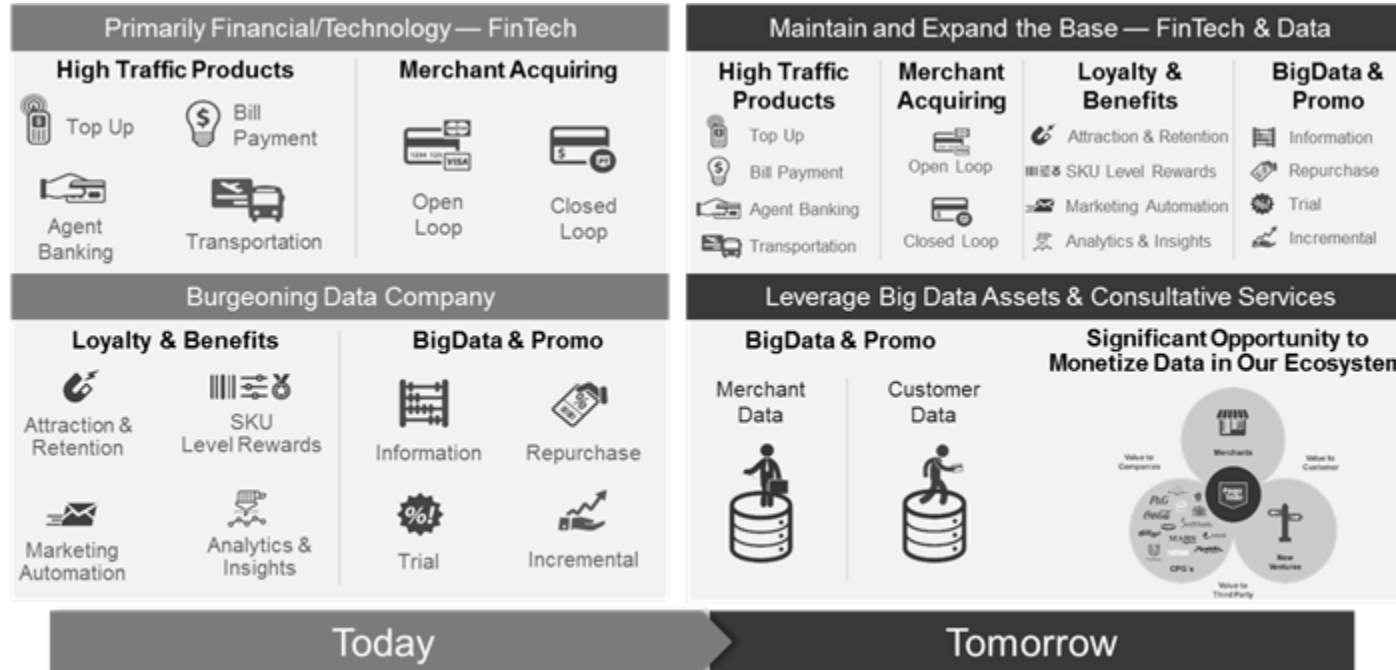 Primarily Financial/Technology — FinTech
High Traffic Products
Merchant Acquiring
Top Up
Bill
Payment
VISA
PT
Agent
Banking
Transportation
Open
Loop
Closed
Loop
Burgeoning Data Company
Loyalty & Benefits
BigData & Promo
Attraction &
Retention
SKU
Level Rewards
Information
Repurchase
Marketing
Automation
Analytics &
Insights
%!
Trial
Incremental
Maintain and Expand the Base — FinTech & Data
High Traffic
Products
Merchant
Acquiring
Loyalty &
Benefits
BigData &
Promo
Top Up
Bill Payment
Agent Banking
Transportation
Open Loop
Closed Loop
Attraction & Retention
SKU Level Rewards
Marketing Automation
Analytics & Insights
Information
Repurchase
Trial
Incremental
Leverage Big Data Assets & Consultative Services
BigData & Promo
Merchant
Data
Customer
Data
Significant Opportunity to
Monetize Data in Our Ecosystem
Merchants
Value to
Companies
Value to
Customer
P&G
Coca-Cola
MARS
CPG's
New
Ventures
Value to
Third Party
Today
Tomorrow